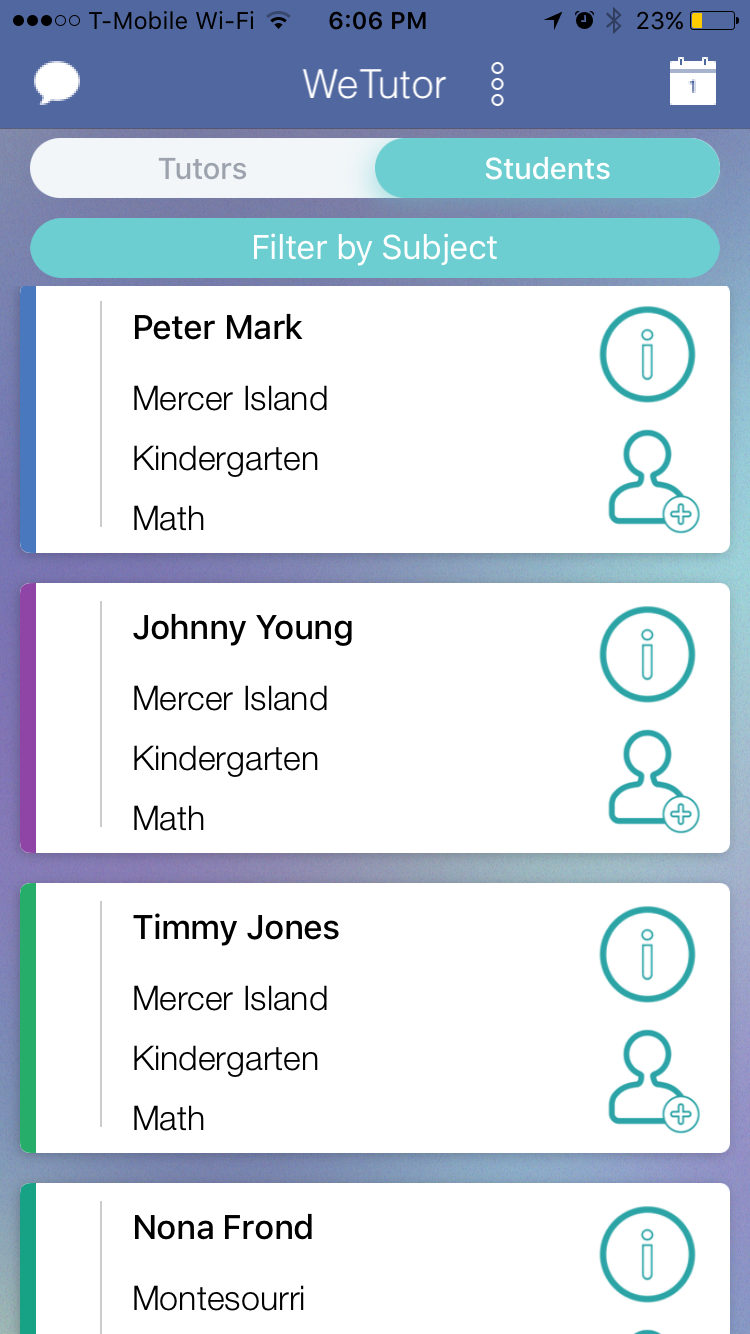 T-Mobile Wi-Fi 6:06 PM 23%
WeTutor 1
Tutors Students
Filter by Subject
Peter Mark
Mercer Island
Kindergarten
Math
Johnny Young
Mercer Island
Kindergarten
Math
Timmy Jones
Mercer Island
Kindergarten
Math
Nona Frond
Montesourri